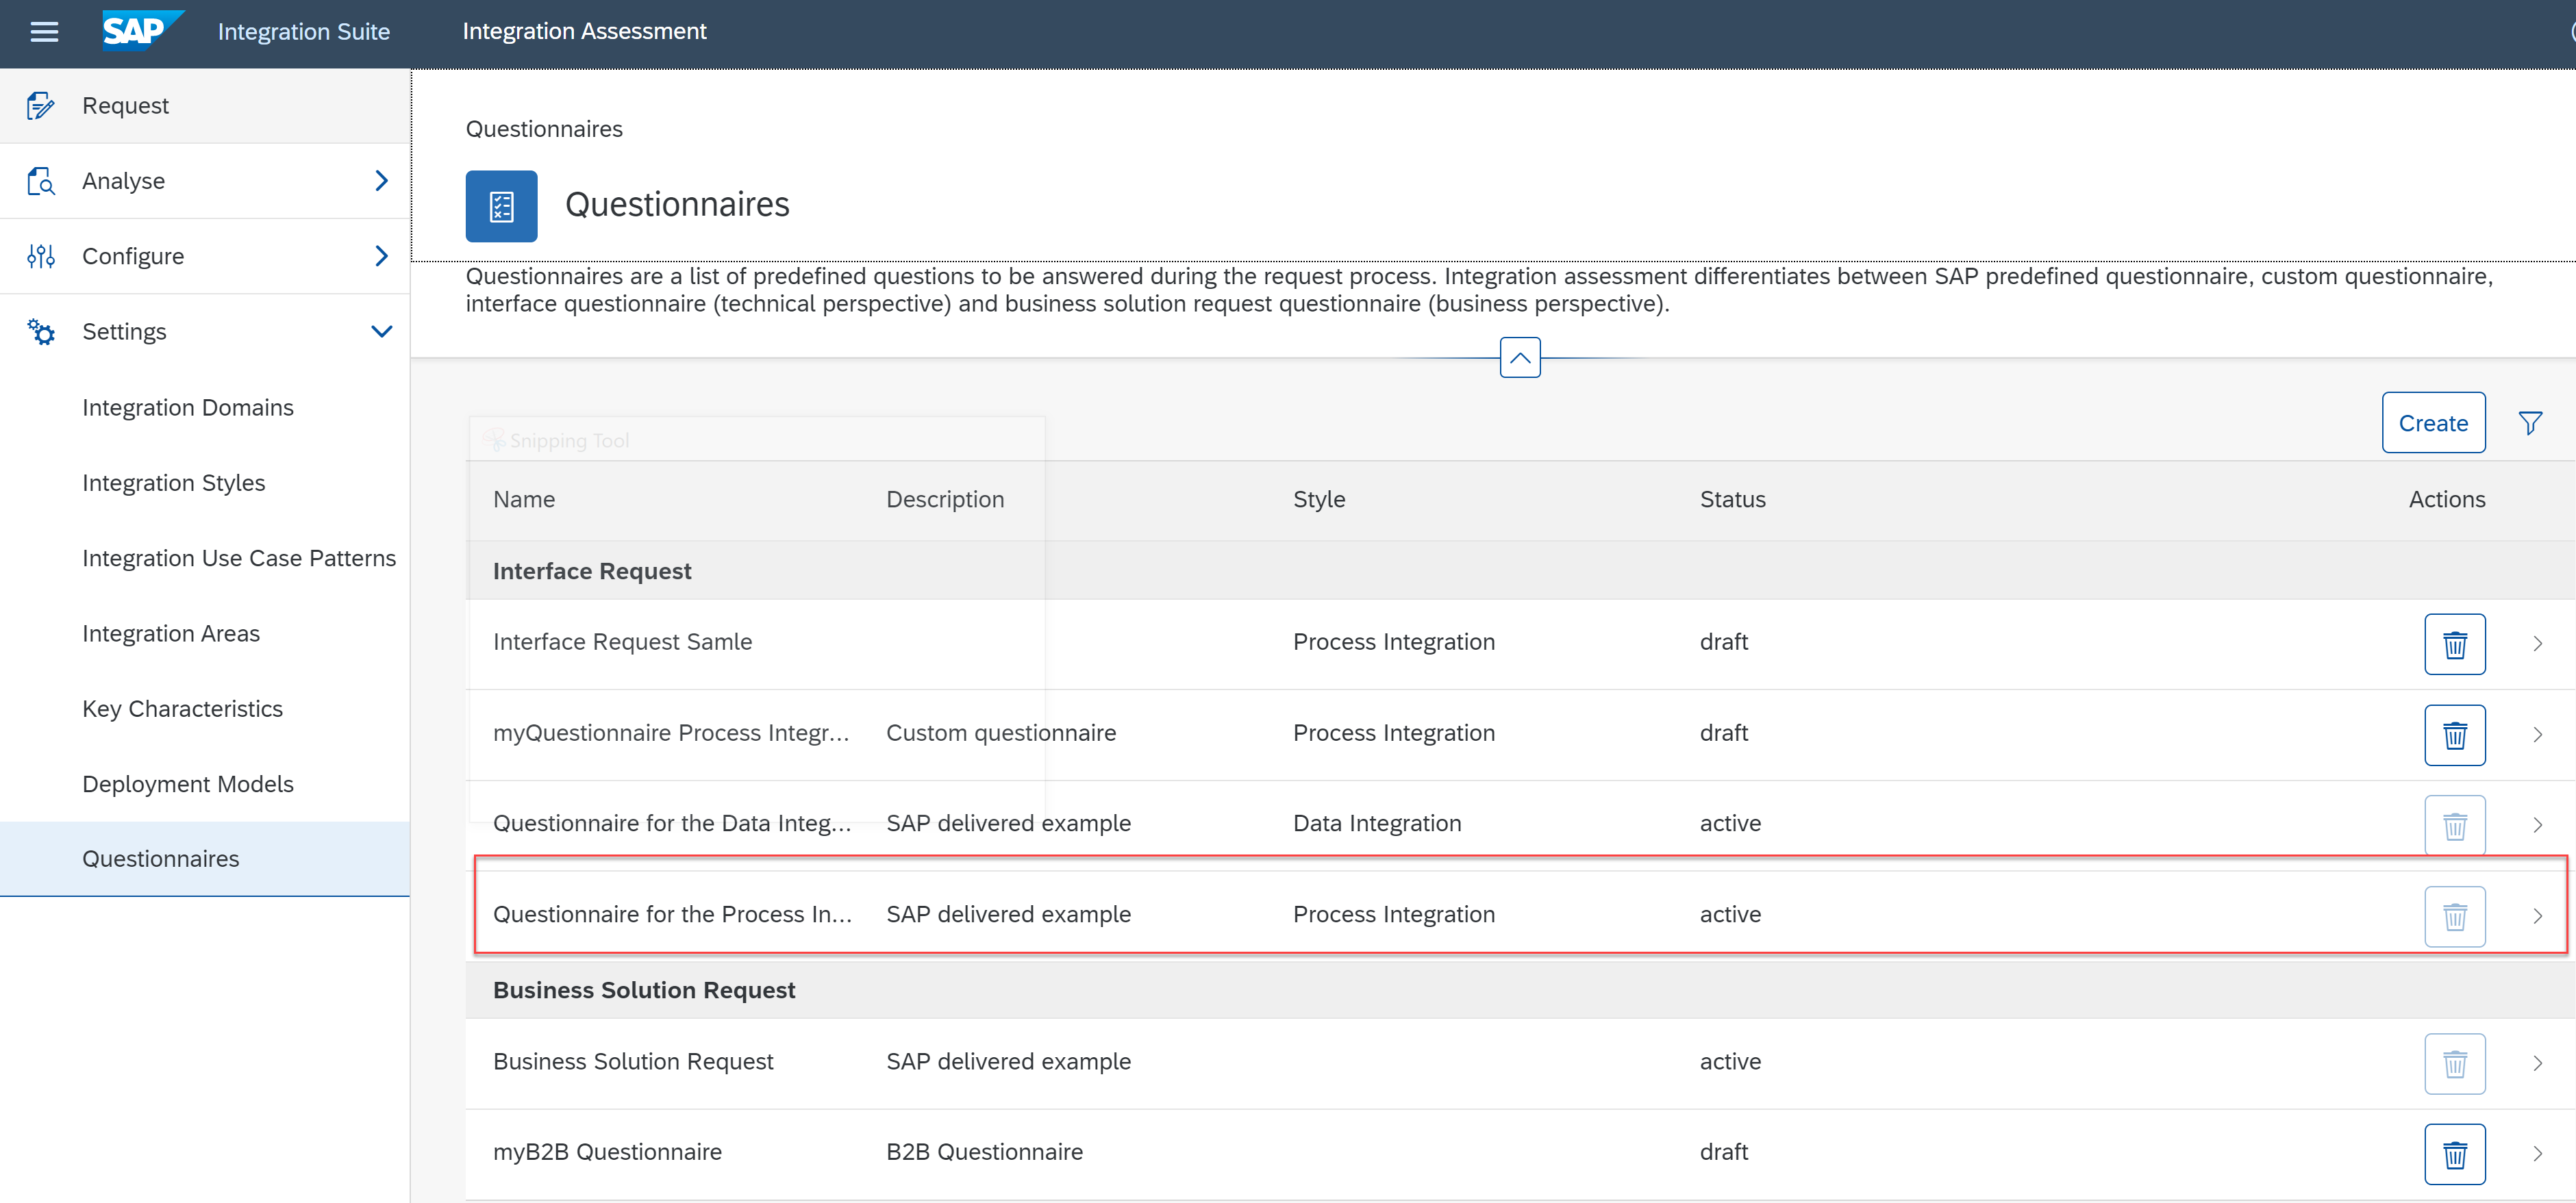 SAP Integration Suite Integration Assessment
Request
Analyse
Configure
Settings
Integration Domains
Integration Styles
Integration Use Case Patterns
Integration Areas
Key Characteristics
Deployment Models
Questionnaires
Questionnaires
Questionnaires
Questionnaires are a list of predefined questions to be answered during the request process. Integration assessment differentiates between SAP predefined questionnaire, custom questionnaire,
interface questionnaire (technical perspective) and business solution request questionnaire (business perspective).
Create
Snipping Tool
Name Description Style Status Actions
Interface Request
Interface Request Samle Process Integration draft
myQuestionnaire Process Integr... Custom questionnaire Process Integration draft
Questionnaire for the Data Integ... SAP delivered example Data Integration active
Questionnaire for the Process In... SAP delivered example Process Integration active
Business Solution Request
Business Solution Request SAP delivered example active
myB2B Questionnaire B2B Questionnaire draft